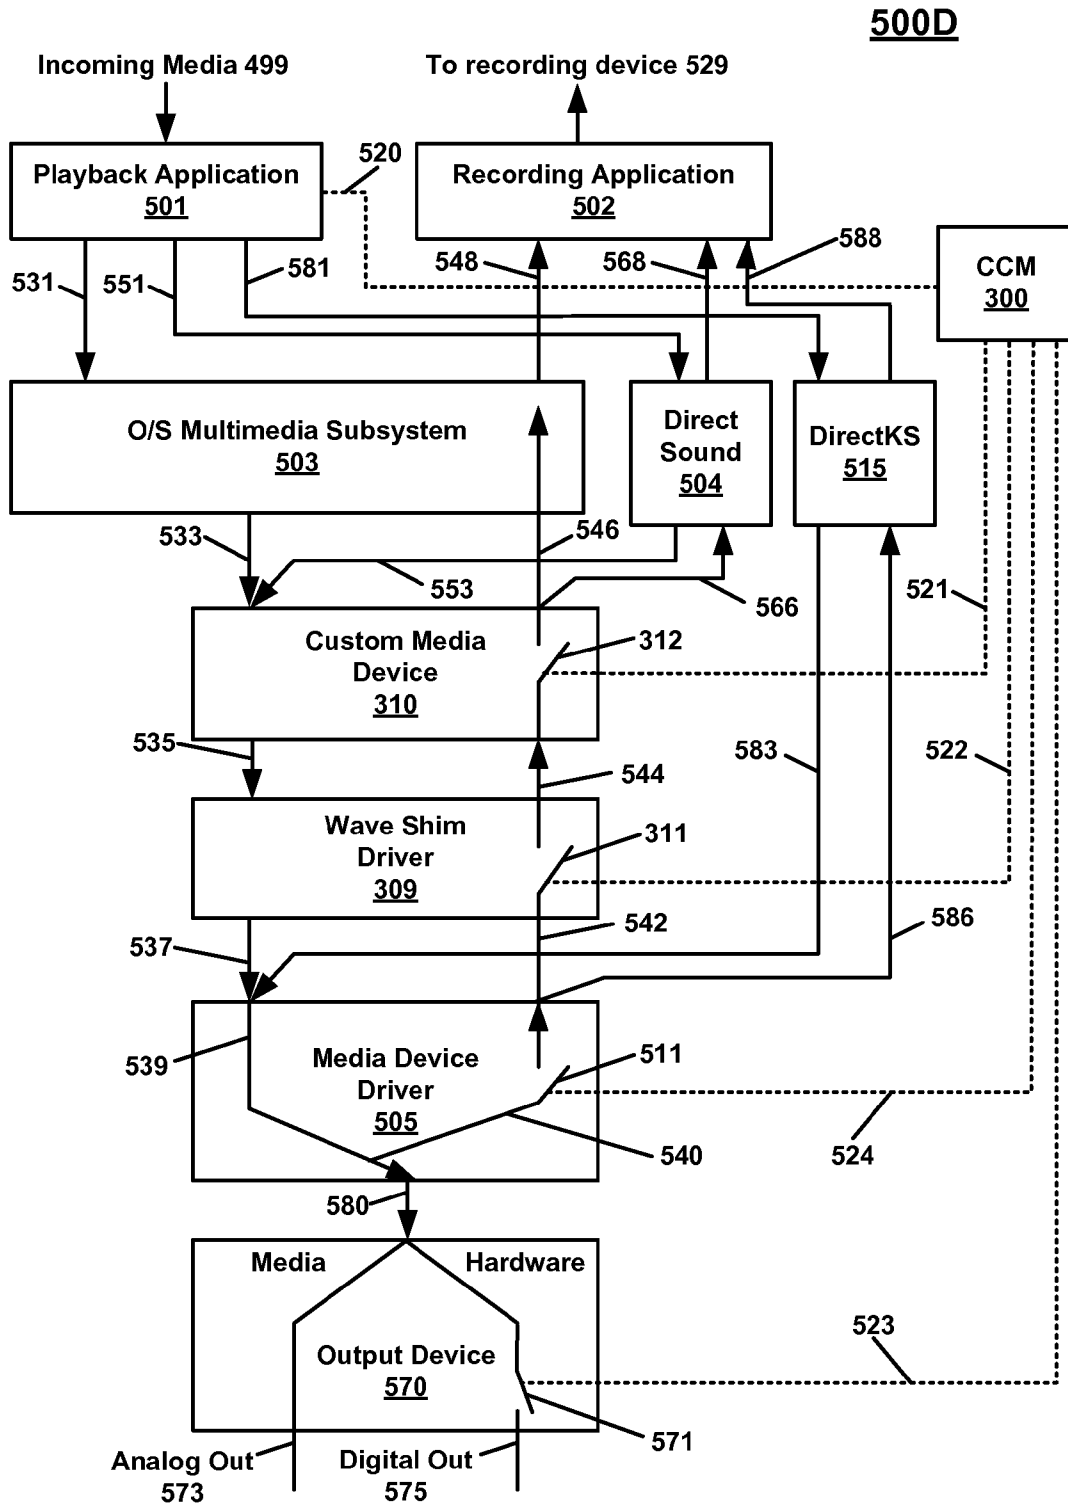 500D
Incoming Media 499
To recording device 529
Playback Application
501
520
Recording Application
502
531
551
581
548
568
588
CCM
300
O/S Multimedia Subsystem
503
Direct
Sound
504
DirectKS
515
533
546
553
566
521
Custom Media
Device
310
312
535
544
583
522
Wave Shim
Driver
309
311
537
542
586
539
Media Device
Driver
505
511
540
524
580
Media
Hardware
Output Device
570
523
571
Analog Out
573
Digital Out
575